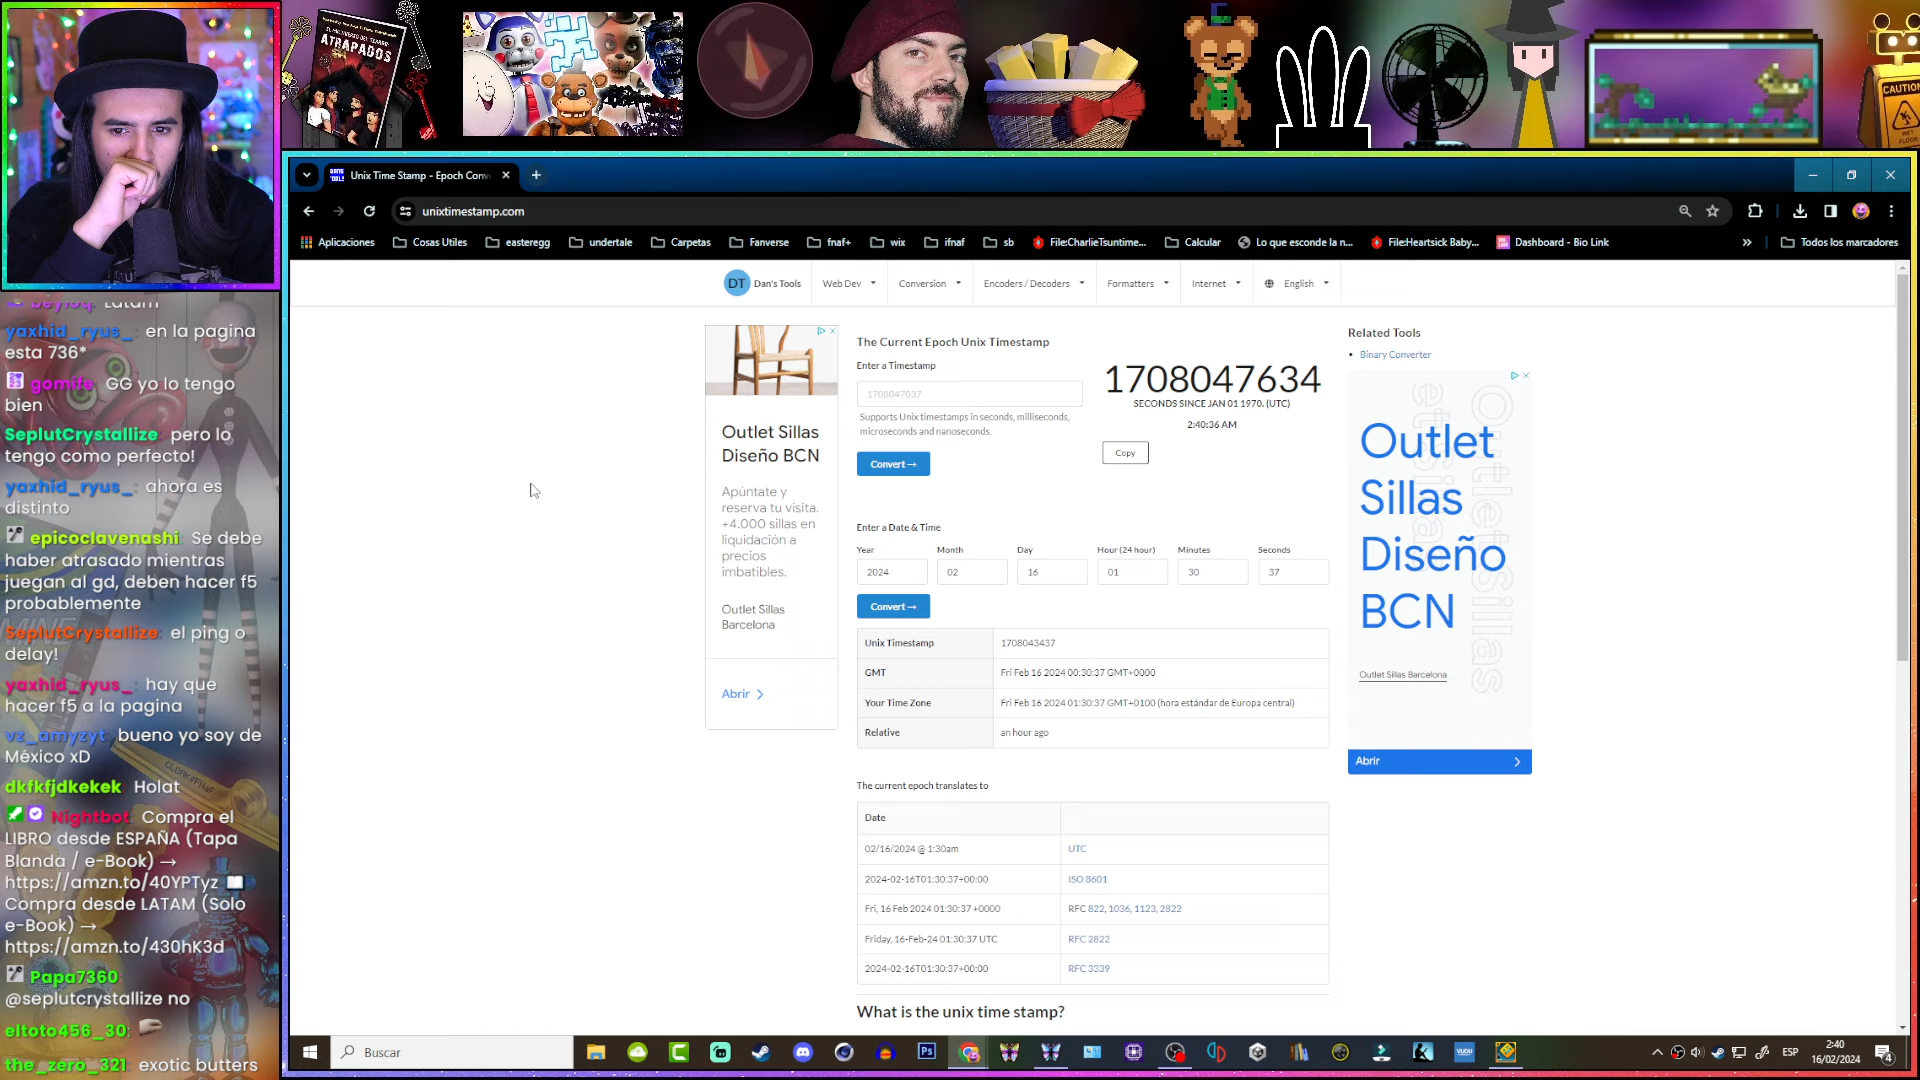 EL MULTIVERSO DEL TERROR
ATRAPADOS
CAUTION
WET
FLOOR
Unix Time Stamp - Epoch Conv
unixtimestamp.com
Aplicaciones
Cosas Utiles
easteregg
undertale
Carpetas
Fanverse
fnaf+
wix
ifnaf
sb
File:CharlieTsuntime...
Calcular
Lo que esconde la n...
File:Heartsick Baby...
Dashboard - Bio Link
»
Todos los marcadores
DT Dan's Tools
Web Dev
Conversion
Encoders / Decoders
Formatters
Internet
English
beyf0q: Latam
yaxhid_ryus_: en la pagina
esta 736*
gomifs: GG yo lo tengo
bien
SeplutCrystallize: pero lo
tengo como perfecto!
yaxhid_ryus_: ahora es
distinto
epicoclavenashi: Se debe
haber atrasado mientras
juegan al gd, deben hacer f5
probablemente
SeplutCrystallize: el ping o
delay!
yaxhid_ryus_: hay que
hacer f5 a la pagina
vz_amyzyt: bueno yo soy de
México xD
dkfkfjdkekek: Holat
Nightbot: Compra el
LIBRO desde ESPAÑA (Tapa
Blanda / e-Book) →
https://amzn.to/40YPTyz
Compra desde LATAM (Solo
e-Book) →
https://amzn.to/430hK3d
Papa7360:
@seplutcrystallize no
eltoto456_30:
the_zero_321: exotic butters
Outlet Sillas
Diseño BCN
Apúntate y
reserva tu visita.
+4.000 sillas en
liquidación a
precios
imbatibles.
Outlet Sillas
Barcelona
Abrir
The Current Epoch Unix Timestamp
Enter a Timestamp
1708047037
Supports Unix timestamps in seconds, milliseconds,
microseconds and nanoseconds.
Convert→
1708047634
SECONDS SINCE JAN 01 1970. (UTC)
2:40:36 AM
Copy
Enter a Date & Time
Year Month Day Hour (24 hour) Minutes Seconds
2024 02 16 01 30 37
Convert→
Unix Timestamp 1708043437
GMT Fri Feb 16 2024 00:30:37 GMT+0000
Your Time Zone Fri Feb 16 2024 01:30:37 GMT+0100 (hora estándar de Europa central)
Relative an hour ago
The current epoch translates to
Date
02/16/2024 @ 1:30am UTC
2024-02-16T01:30:37+00:00 ISO 8601
Fri, 16 Feb 2024 01:30:37 +0000 RFC 822, 1036, 1123, 2822
Friday, 16-Feb-24 01:30:37 UTC RFC 2822
2024-02-16T01:30:37+00:00 RFC 3339
What is the unix time stamp?
Related Tools
Binary Converter
Outlet
Sillas
Diseño
BCN
Outlet Sillas Barcelona
Abrir
Buscar
Ps
VUDU
ESP
2:40
16/02/2024
4